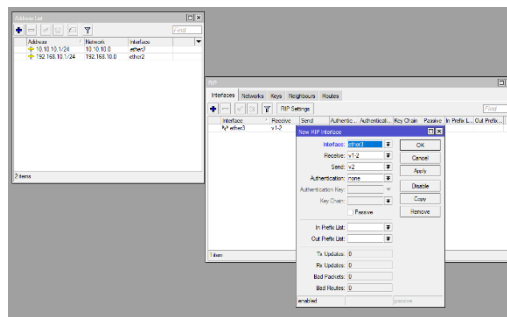 Address List
Find
Address Network Interface
10.10.10.1/24 10.10.10.0 ether3
192.168.10.1/24 192.168.10.0 ether2
2 items
RIP
Interfaces Networks Keys Neighbours Routes
RIP Settings
Find
Interface Receive Send Authentic... Authenticat... Key Chain Passive In Prefix L... Out Prefix...
ether3 v1-2
New RIP Interface
Interface: ether3
OK
Receive: v1-2
Cancel
Send: v2
Apply
Authentication: none
Authentication Key:
Disable
Key Chain:
Copy
Passive
Remove
In Prefix List:
Out Prefix List:
Tx Updates: 0
Rx Updates: 0
Bad Packets: 0
Bad Routes: 0
enabled passive
1 item